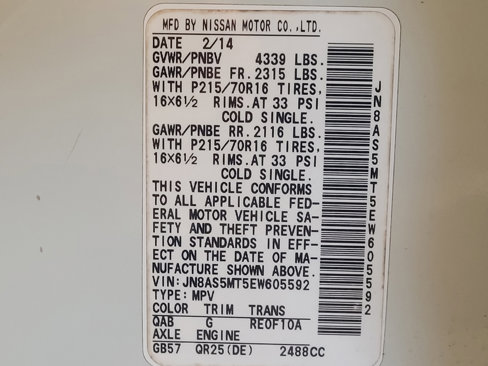 MFD BY NISSAN MOTOR CO.,LTD.
DATE 2/14
GVWR/PNBV 4339 LBS.
GAWR/PNBE FR. 2315 LBS.
WITH P215/70R16 TIRES,
16X6½ RIMS.AT 33 PSI
COLD SINGLE.
GAWR/PNBE RR. 2116 LBS.
WITH P215/70R16 TIRES,
16X6½ RIMS.AT 33 PSI
COLD SINGLE.
THIS VEHICLE CONFORMS
TO ALL APPLICABLE FED-
ERAL MOTOR VEHICLE SA-
FETY AND THEFT PREVEN-
TION STANDARDS IN EFF-
ECT ON THE DATE OF MA-
NUFACTURE SHOWN ABOVE.
VIN:JN8AS5MT5EW605592
TYPE:MPV
COLOR TRIM TRANS
QAB G RE0F10A
AXLE ENGINE
GB57 QR25(DE) 2488CC
JN8AS5MT5EW605592